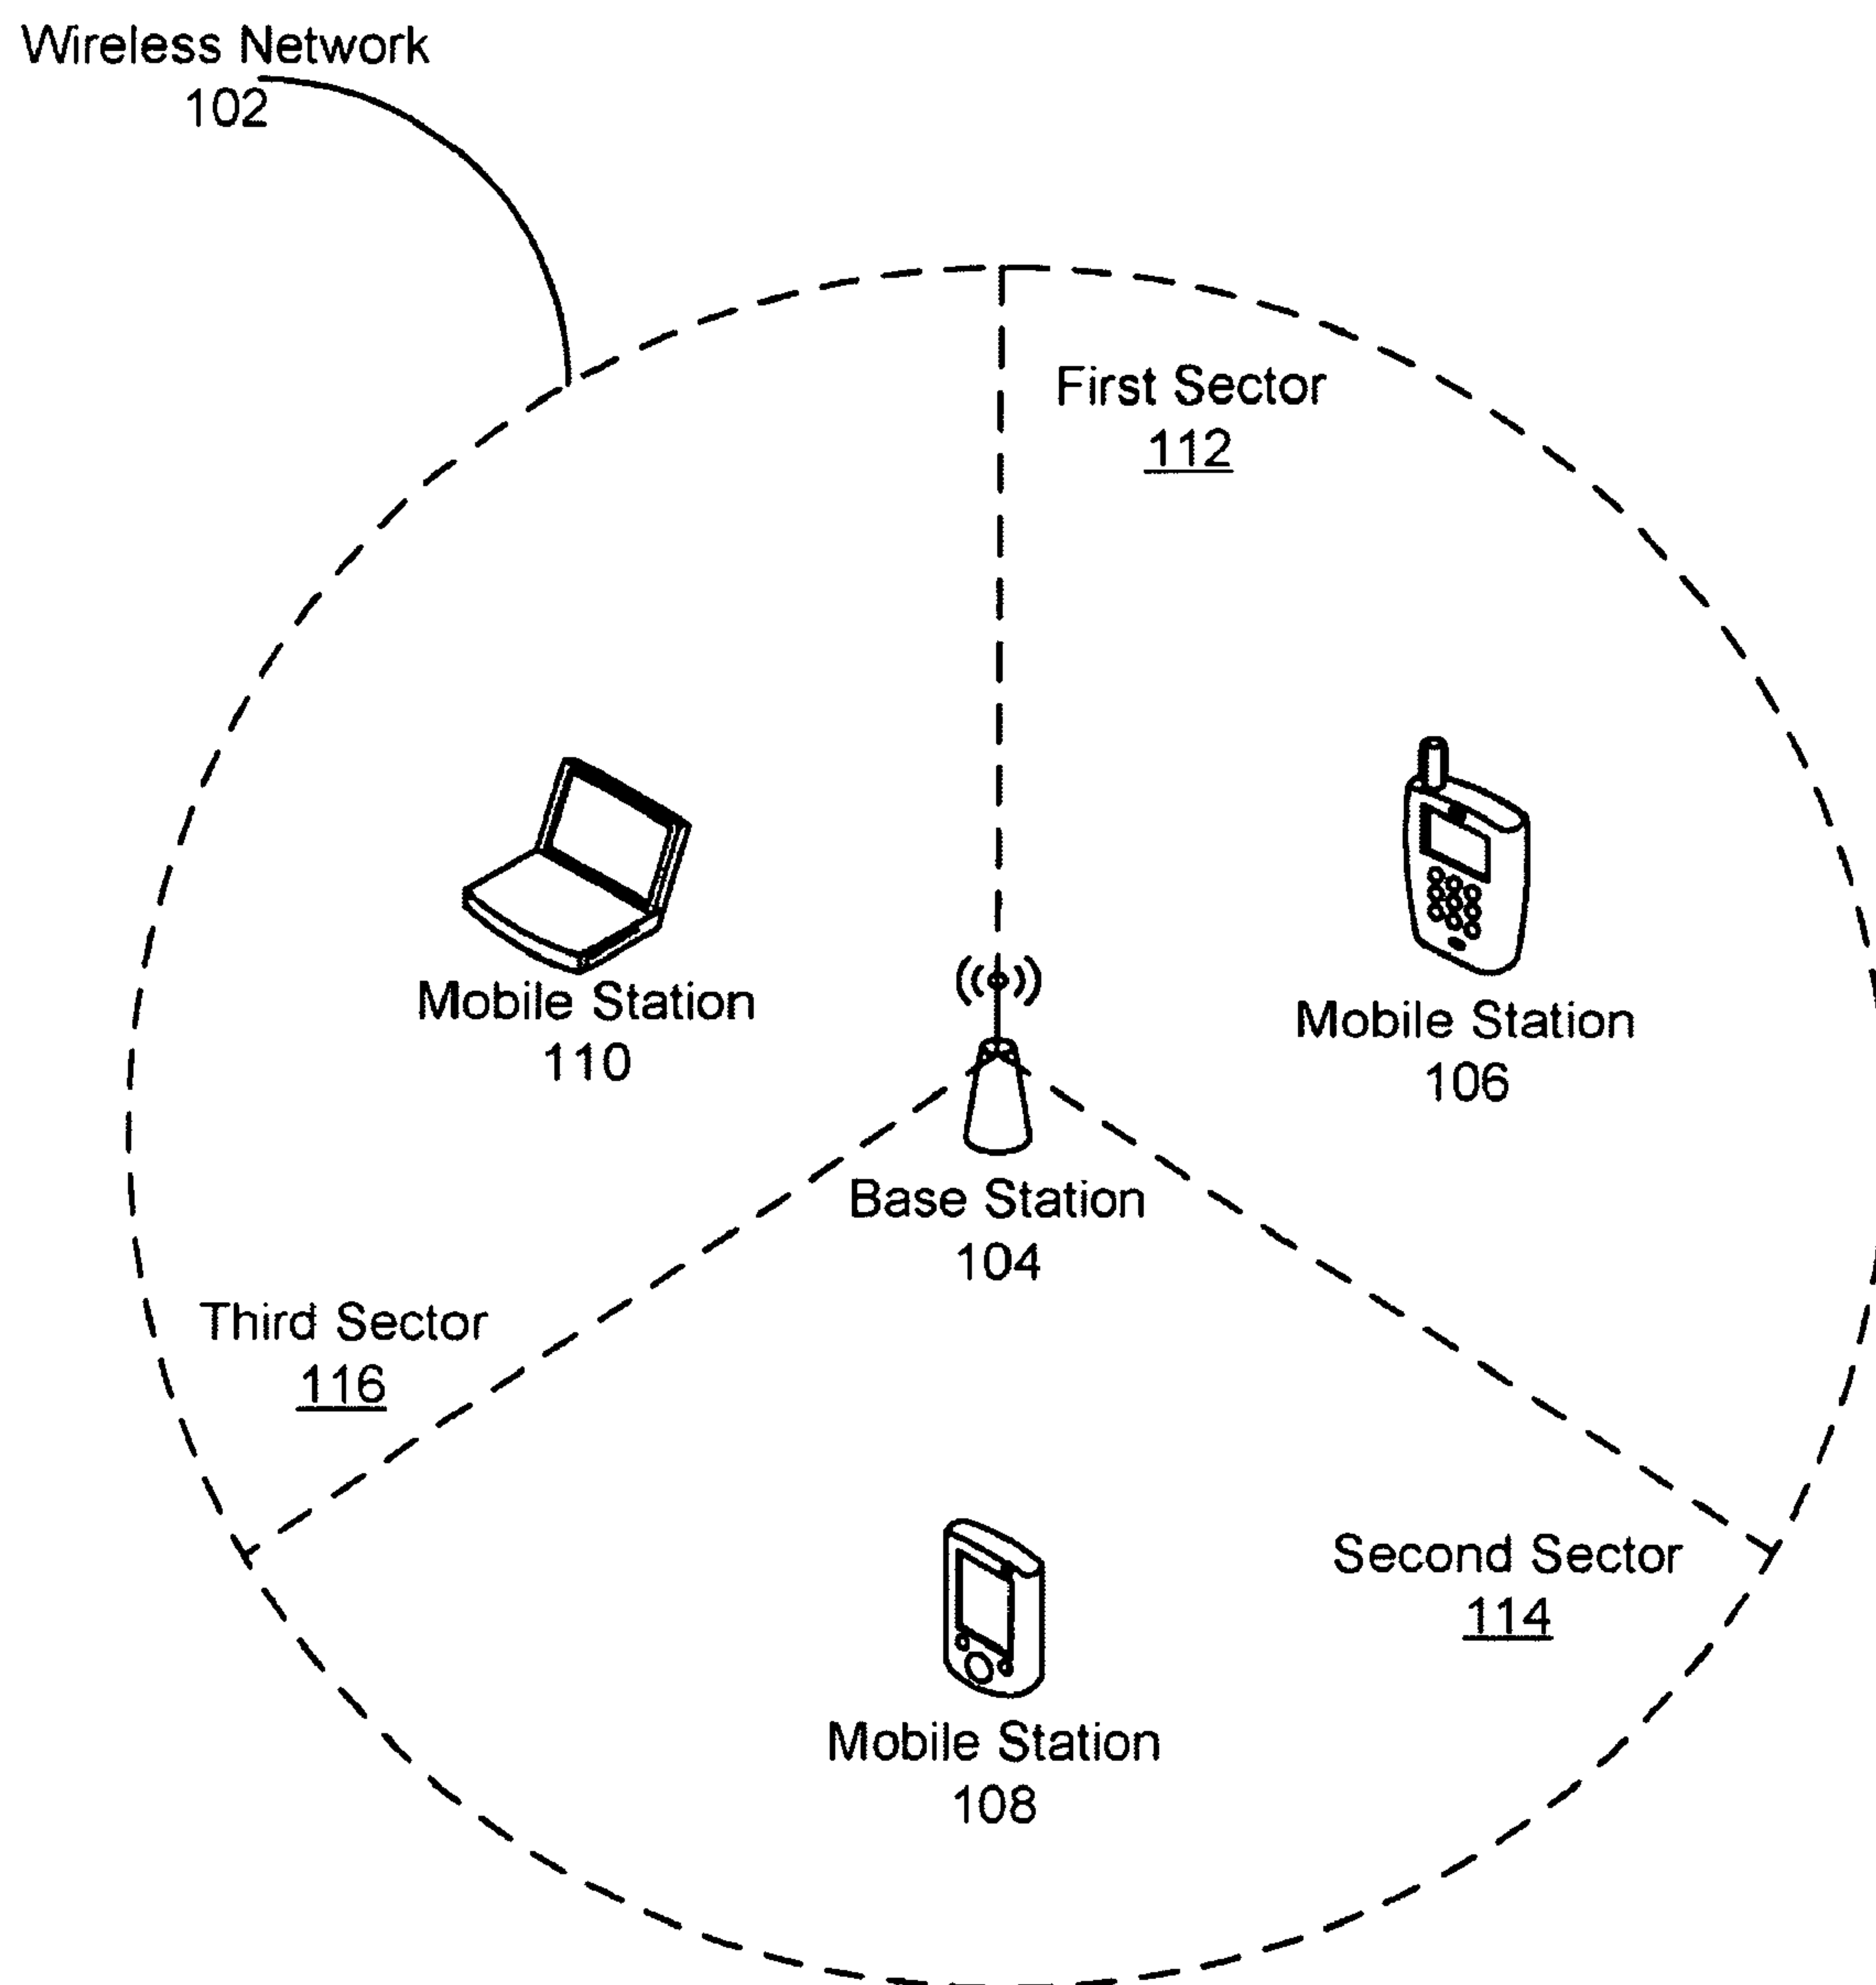 Wireless Network
102
First Sector
112
Mobile Station
110
Mobile Station
106
Base Station
104
Third Sector
116
Second Sector
114
Mobile Station
108